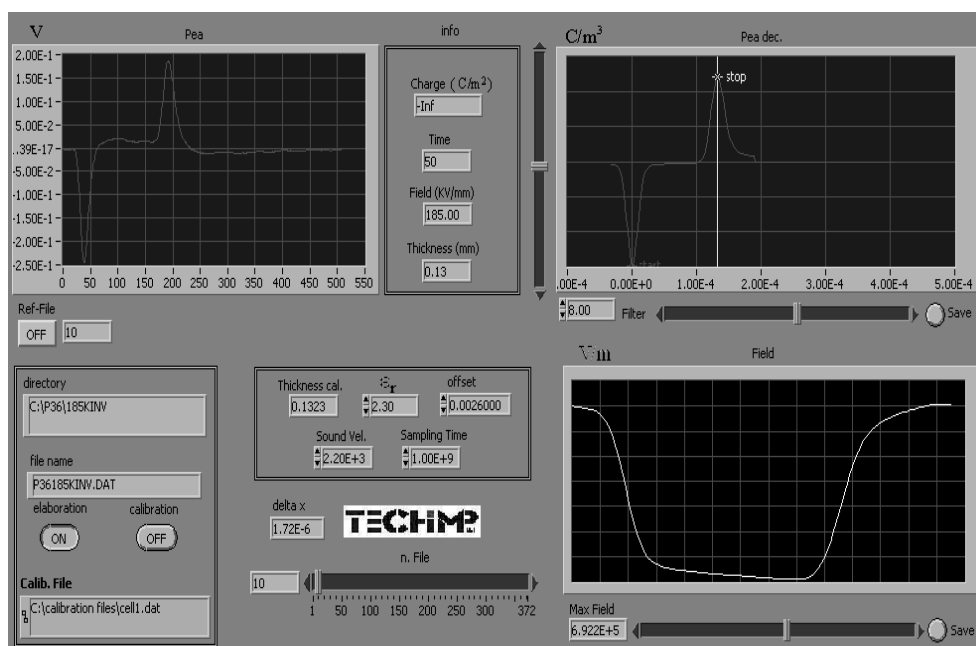 V
Pea
2.00E-1
1.50E-1
1.00E-1
5.00E-2
..39E-17
-5.00E-2
-1.00E-1
-1.50E-1
-2.00E-1
-2.50E-1
0 50 100 150 200 250 300 350 400 450 500 550
info
Charge ( C/m²)
-Inf
Time
50
Field (KV/mm)
185.00
Thickness (mm)
0.13
C/m³
Pea dec.
stop
start
.00E-4 0.00E+0 1.00E-4 2.00E-4 3.00E-4 4.00E-4 5.00E-4
8.00 Filter Save
Ref-File
OFF 10
directory
C:\P36\185KINV
file name
P36185KINV.DAT
elaboration calibration
ON OFF
Calib. File
C:\calibration files\cell1.dat
Thickness cal. εr offset
0.1323 2.30 0.0026000
Sound Vel. Sampling Time
2.20E+3 1.00E+9
delta x
1.72E-6
TECHIMP
n. File
10
1 50 100 150 200 250 300 372
V/m
Field
Max Field
6.922E+5 Save